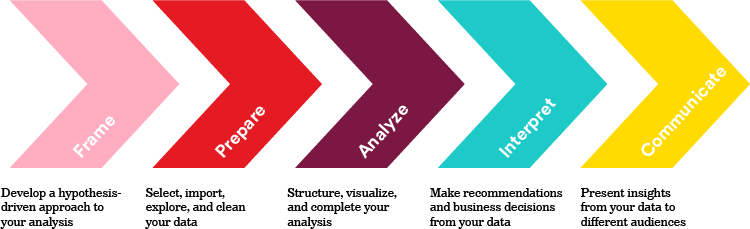 Frame
Prepare
Analyze
Interpret
Communicate
Develop a hypothesis-
driven approach to
your analysis
Select, import,
explore, and clean
your data
Structure, visualize,
and complete your
analysis
Make recommendations
and business decisions
from your data
Present insights
from your data to
different audiences